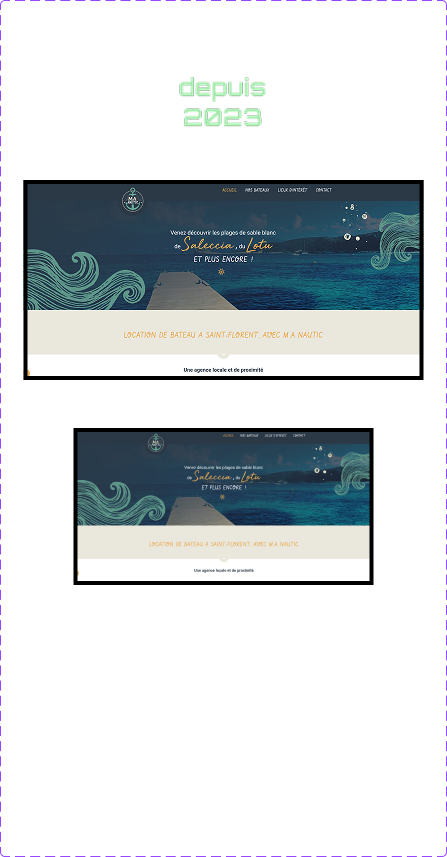 depuis
2023
MA
NAUTIC
ACCUEIL NOS BATEAUX LIEUX D'INTÉRÊT CONTACT
Venez découvrir les plages de sable blanc
de Saleccia, du Lotu
ET PLUS ENCORE !
LOCATION DE BATEAU A SAINT-FLORENT, AVEC M.A NAUTIC
Une agence locale et de proximité
MA
ACCUEIL NOS BATEAUX LIEUX D'INTÉRÊT CONTACT
Venez découvrir les plages de sable blanc
de Saleccia, du Lotu
ET PLUS ENCORE !
LOCATION DE BATEAU A SAINT-FLORENT, AVEC M.A NAUTIC
Une agence locale et de proximité